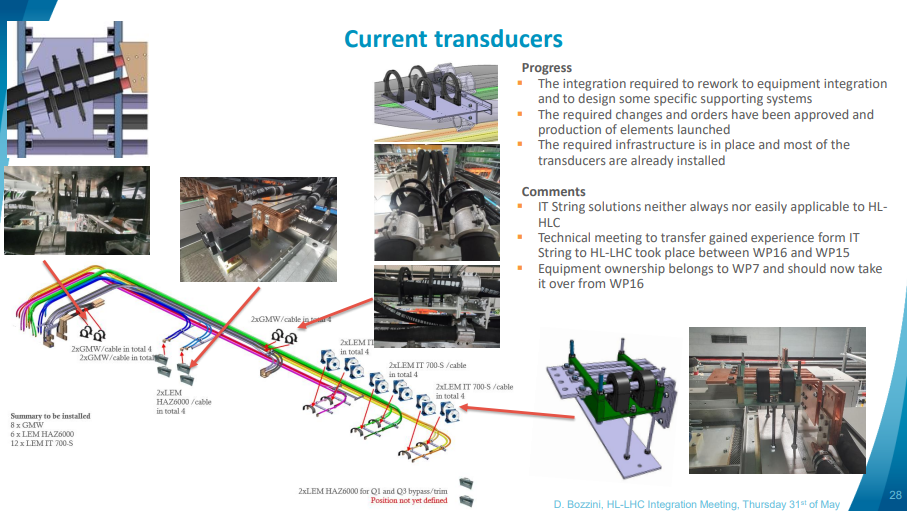 Current transducers
Progress
▪ The integration required to rework to equipment integration
and to design some specific supporting systems
▪ The required changes and orders have been approved and
production of elements launched
▪ The required infrastructure is in place and most of the
transducers are already installed
Comments
▪ IT String solutions neither always nor easily applicable to HL-
HLC
▪ Technical meeting to transfer gained experience form IT
String to HL-LHC took place between WP16 and WP15
▪ Equipment ownership belongs to WP7 and should now take
it over from WP16
2xGMW/cable in total 4
2xGMW/cable in total 4
2xGMW/cable in total
2xLEM IT
in total 4
2xLEM IT 700-S /cable
in total 4
2xLEM IT 700-S /cable
in total 4
2xLEM
HAZ6000 /cable
in total 4
Summary to be installed
8 x GMW
6 x LEM HAZ6000
12 x LEM IT 700-S
2xLEM HAZ6000 for Q1 and Q3 bypass/trim
Position not yet defined
D. Bozzini, HL-LHC Integration Meeting, Thursday 31st of May
28